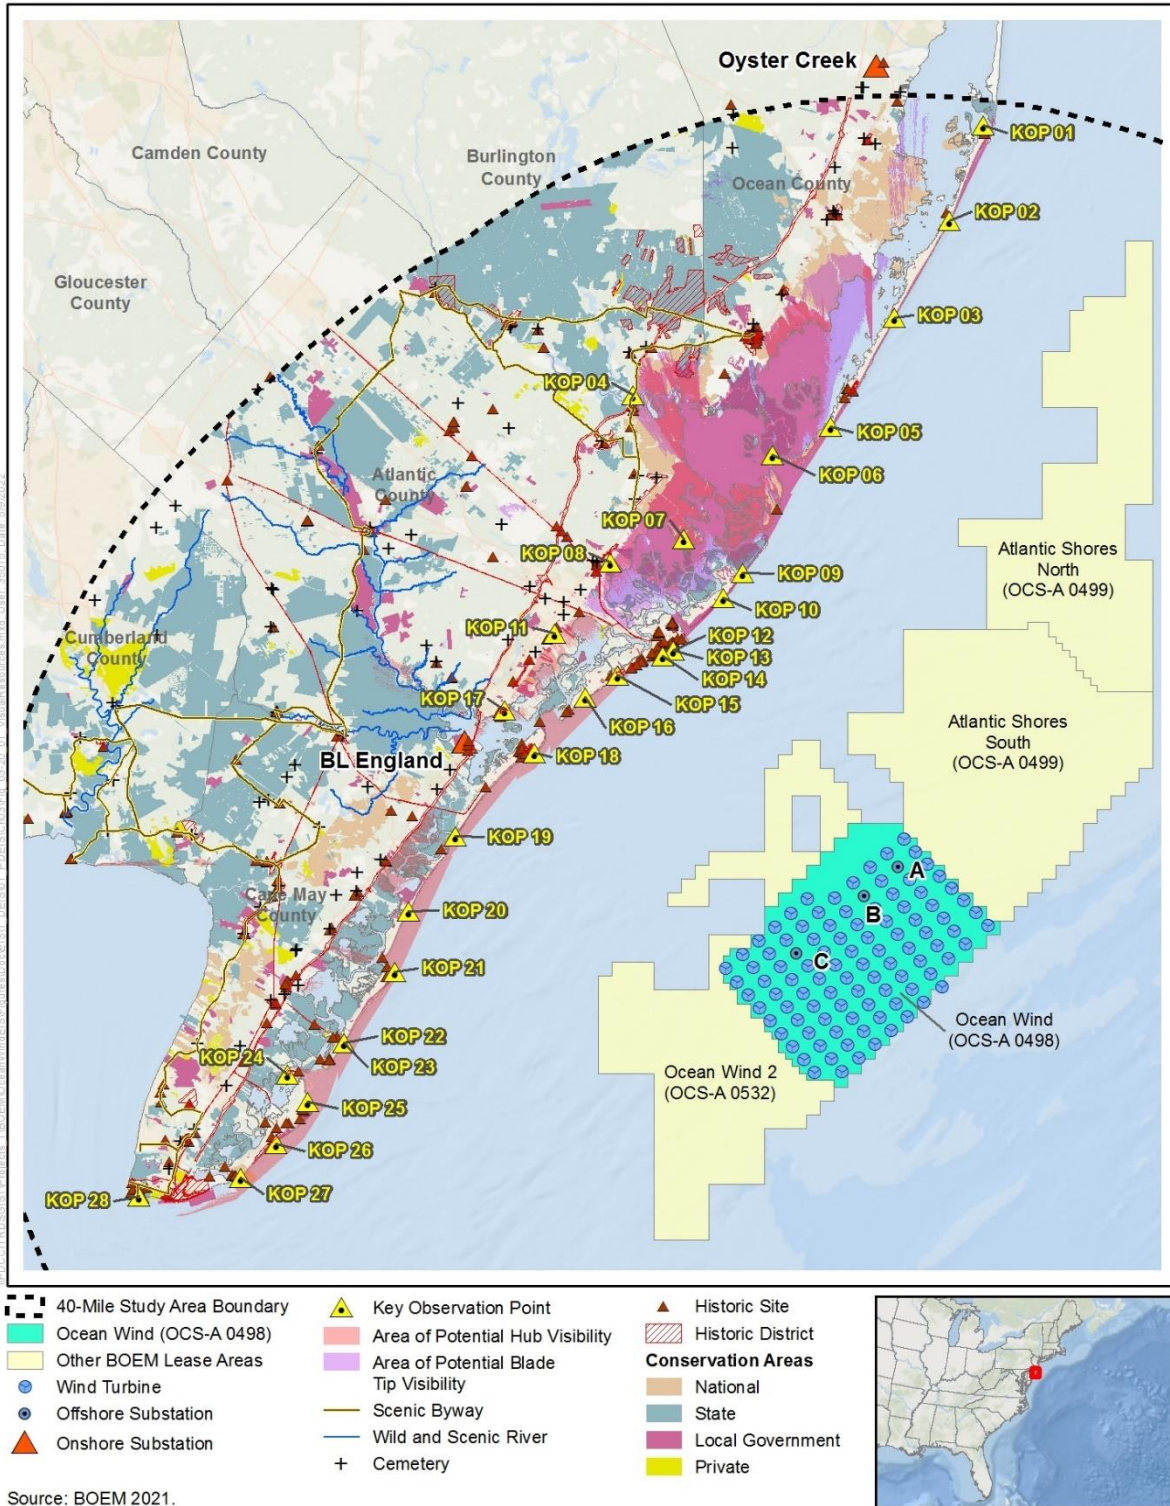 Oyster Creek
KOP 01
Camden County
Burlington
County
Ocean County
KOP 02
Gloucester
County
KOP 03
KOP 04
KOP 05
KOP 06
Atlantic
County
KOP 07
KOP 08
KOP 09
Atlantic Shores
North
(OCS-A 0499)
KOP 10
KOP 11
KOP 12
KOP 13
KOP 14
Cumberland
County
KOP 15
KOP 16
KOP 17
Atlantic Shores
South
(OCS-A 0499)
KOP 18
BL England
KOP 19
A
B
C
Cape May
County
KOP 20
KOP 21
KOP 22
KOP 23
KOP 24
Ocean Wind
(OCS-A 0498)
Ocean Wind 2
(OCS-A 0532)
KOP 25
KOP 26
KOP 27
KOP 28
40-Mile Study Area Boundary
Ocean Wind (OCS-A 0498)
Other BOEM Lease Areas
Wind Turbine
Offshore Substation
Onshore Substation
Key Observation Point
Area of Potential Hub Visibility
Area of Potential Blade
Tip Visibility
Scenic Byway
Wild and Scenic River
Cemetery
Historic Site
Historic District
Conservation Areas
National
State
Local Government
Private
Source: BOEM 2021.